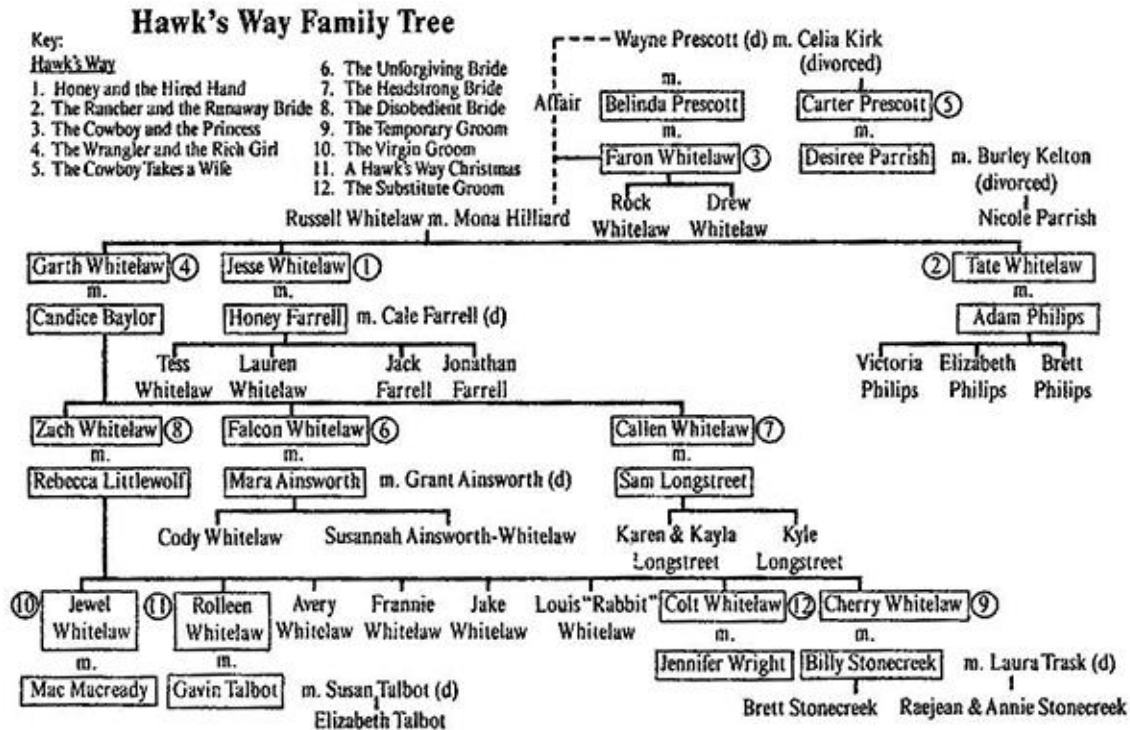 Hawk's Way Family Tree
Key:
Hawk's Way
1. Honey and the Hired Hand
2. The Rancher and the Runaway Bride
3. The Cowboy and the Princess
4. The Wrangler and the Rich Girl
5. The Cowboy Takes a Wife
6. The Unforgiving Bride
7. The Headstrong Bride
8. The Disobedient Bride
9. The Temporary Groom
10. The Virgin Groom
11. A Hawk's Way Christmas
12. The Substitute Groom
Wayne Prescott (d) m. Celia Kirk
(divorced)
m.
Affair
Belinda Prescott
Carter Prescott 5
m.
m.
Faron Whitelaw 3
Desiree Parrish
m. Burley Kelton
(divorced)
Rock
Whitelaw
Drew
Whitelaw
Nicole Parrish
Russell Whitelaw m. Mona Hilliard
Garth Whitelaw 4
Jesse Whitelaw 1
2 Tate Whitelaw
m.
m.
m.
Candice Baylor
Honey Farrell
m. Cale Farrell (d)
Adam Philips
Tess
Whitelaw
Lauren
Whitelaw
Jack
Farrell
Jonathan
Farrell
Victoria
Philips
Elizabeth
Philips
Brett
Philips
Zach Whitelaw 8
Falcon Whitelaw 6
Callen Whitelaw 7
m.
m.
m.
Rebecca Littlewolf
Mara Ainsworth
m. Grant Ainsworth (d)
Sam Longstreet
Cody Whitelaw
Susannah Ainsworth-Whitelaw
Karen & Kayla
Longstreet
Kyle
Longstreet
10 Jewel
Whitelaw
11 Rolleen
Whitelaw
Avery
Whitelaw
Frannie
Whitelaw
Jake
Whitelaw
Louis "Rabbit"
Whitelaw
Colt Whitelaw 12
Cherry Whitelaw 9
m.
m.
m.
m.
Mac Macready
Gavin Talbot
m. Susan Talbot (d)
Elizabeth Talbot
Jennifer Wright
Billy Stonecreek
m. Laura Trask (d)
Brett Stonecreek
Raejean & Annie Stonecreek